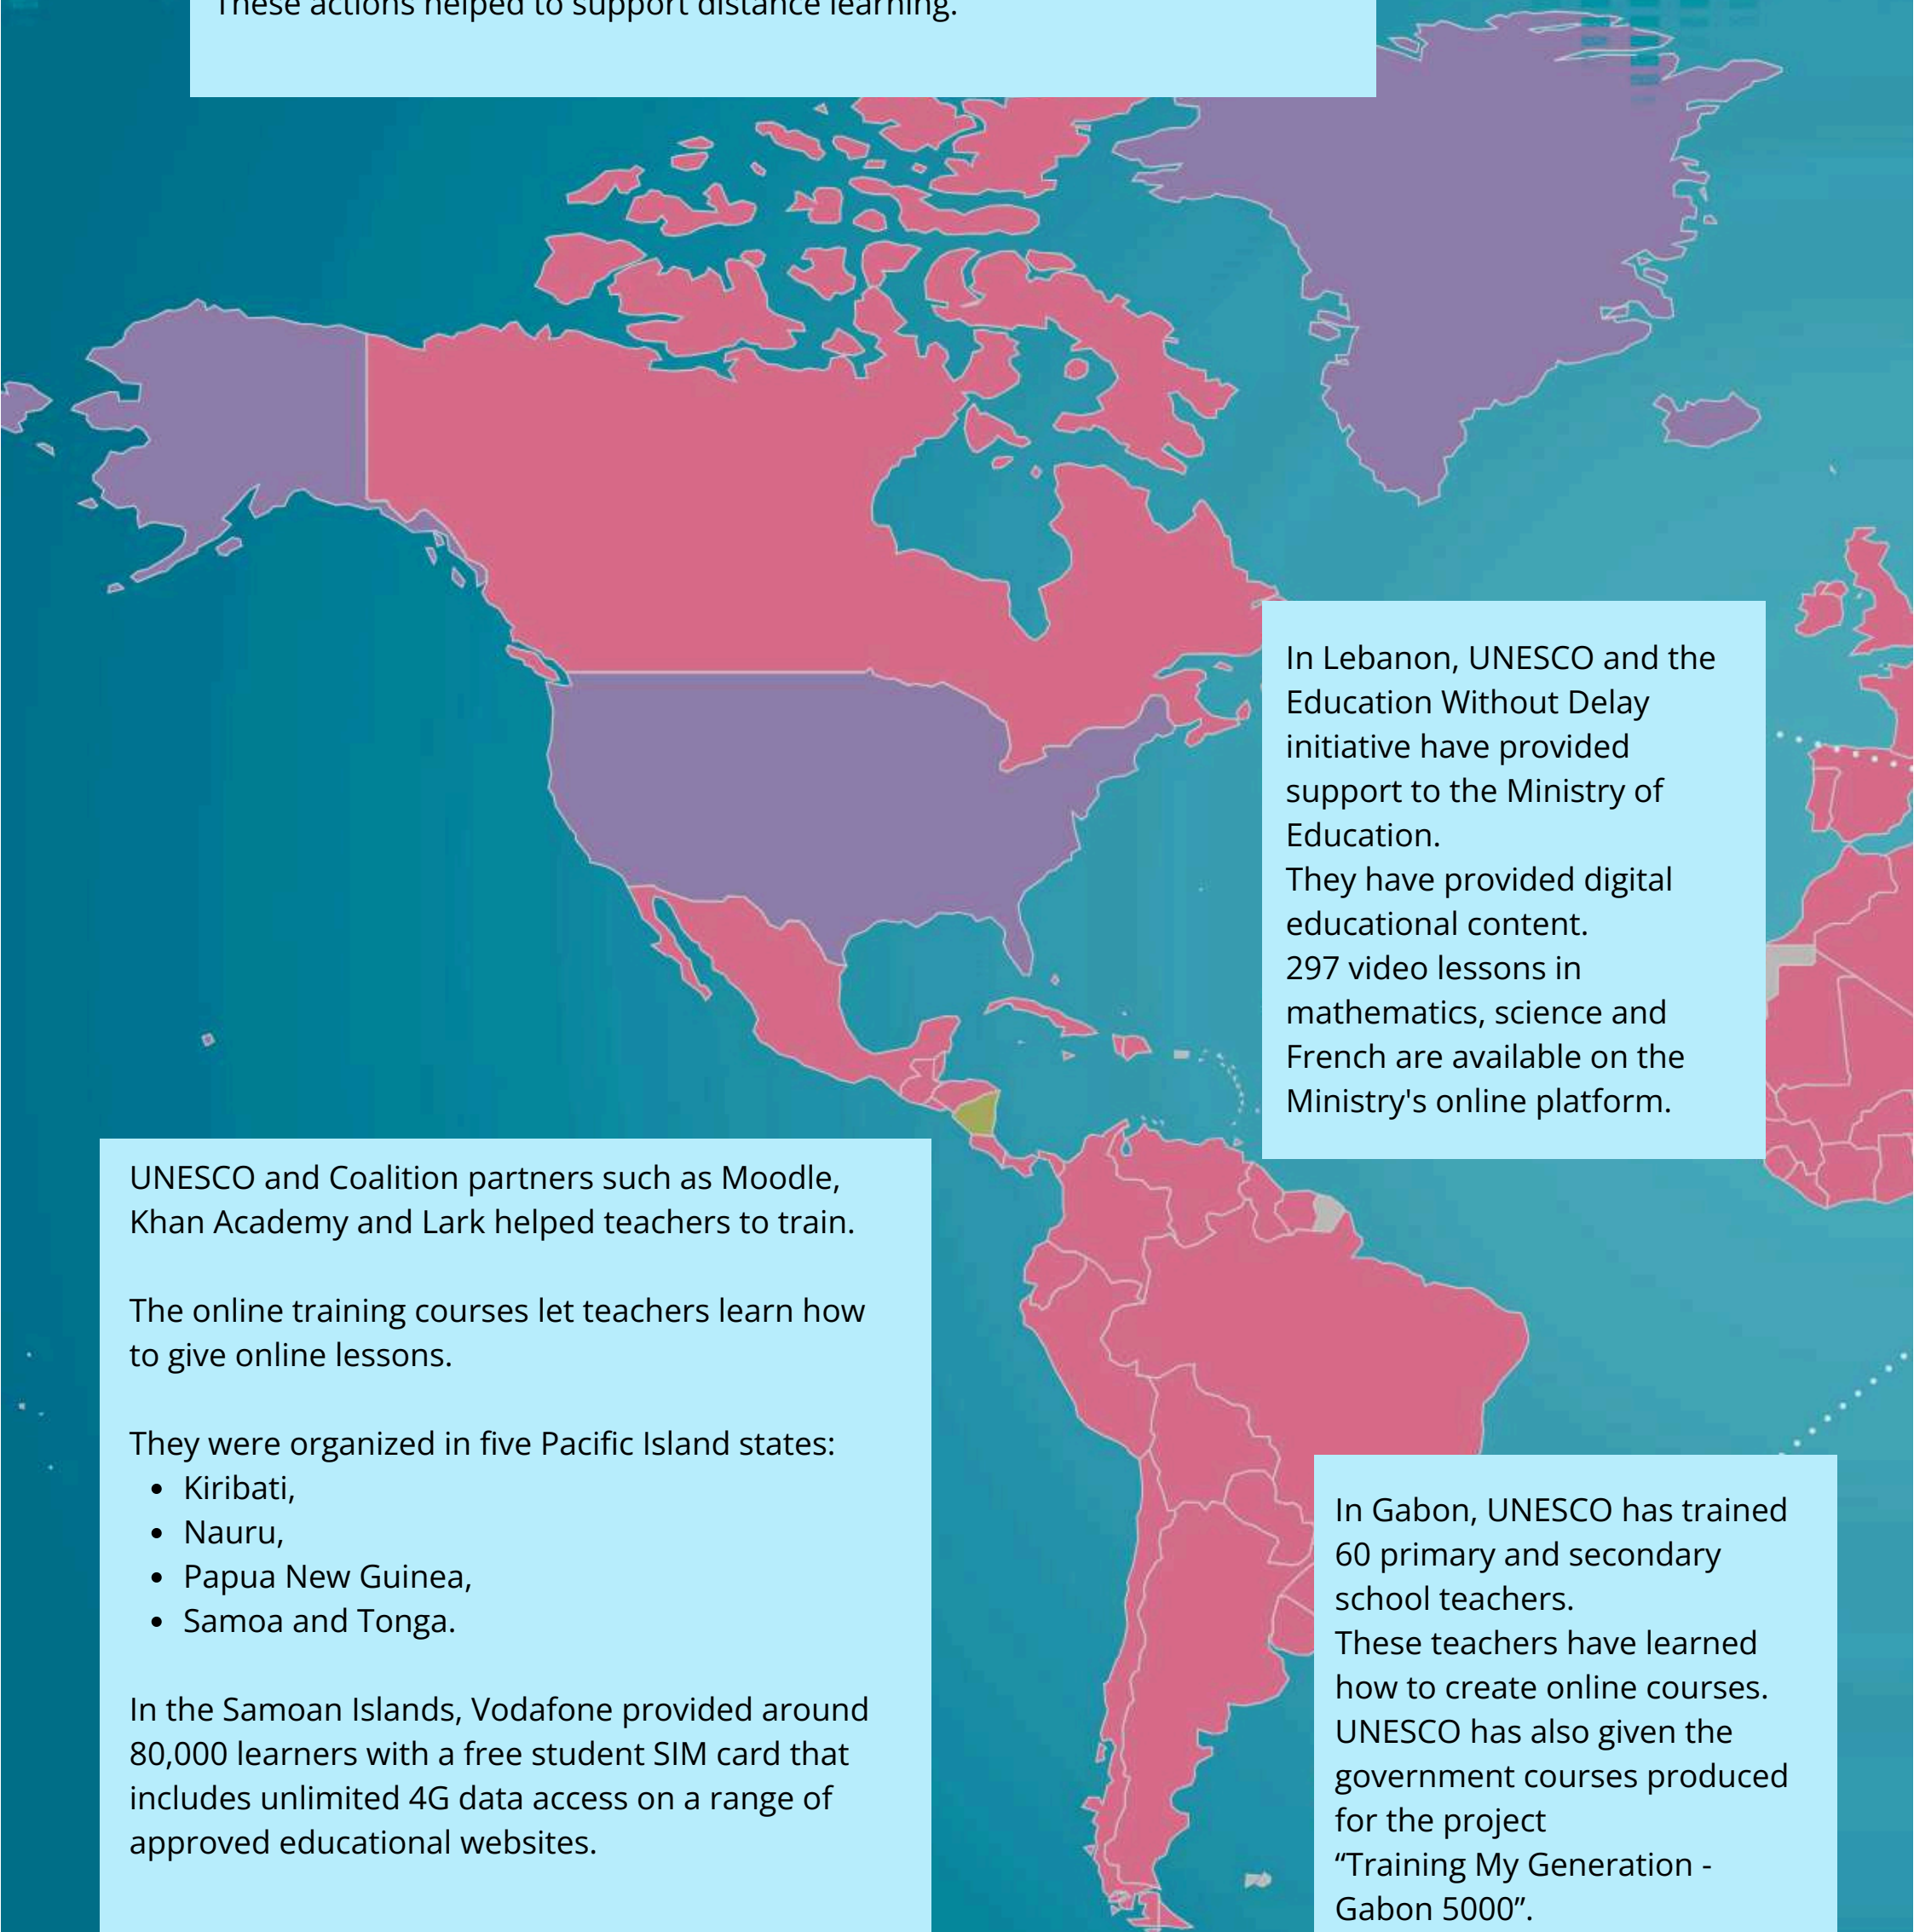 These actions helped to support distance learning.
In Lebanon, UNESCO and the
Education Without Delay
initiative have provided
support to the Ministry of
Education.
They have provided digital
educational content.
297 video lessons in
mathematics, science and
French are available on the
Ministry's online platform.
UNESCO and Coalition partners such as Moodle,
Khan Academy and Lark helped teachers to train.
The online training courses let teachers learn how
to give online lessons.
They were organized in five Pacific Island states:
• Kiribati,
• Nauru,
• Papua New Guinea,
• Samoa and Tonga.
In the Samoan Islands, Vodafone provided around
80,000 learners with a free student SIM card that
includes unlimited 4G data access on a range of
approved educational websites.
In Gabon, UNESCO has trained
60 primary and secondary
school teachers.
These teachers have learned
how to create online courses.
UNESCO has also given the
government courses produced
for the project
“Training My Generation -
Gabon 5000”.